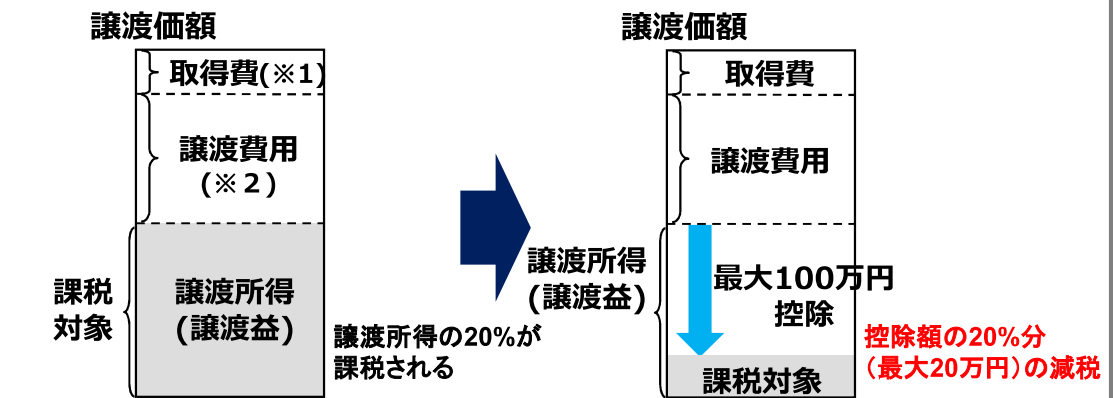 譲渡価額
取得費(※1)
譲渡費用
(※２)
課税
対象
譲渡所得
(譲渡益)
譲渡所得の20%が
課税される
譲渡価額
取得費
譲渡費用
譲渡所得
(譲渡益)
最大100万円
控除
課税対象
控除額の20%分
（最大20万円）の減税